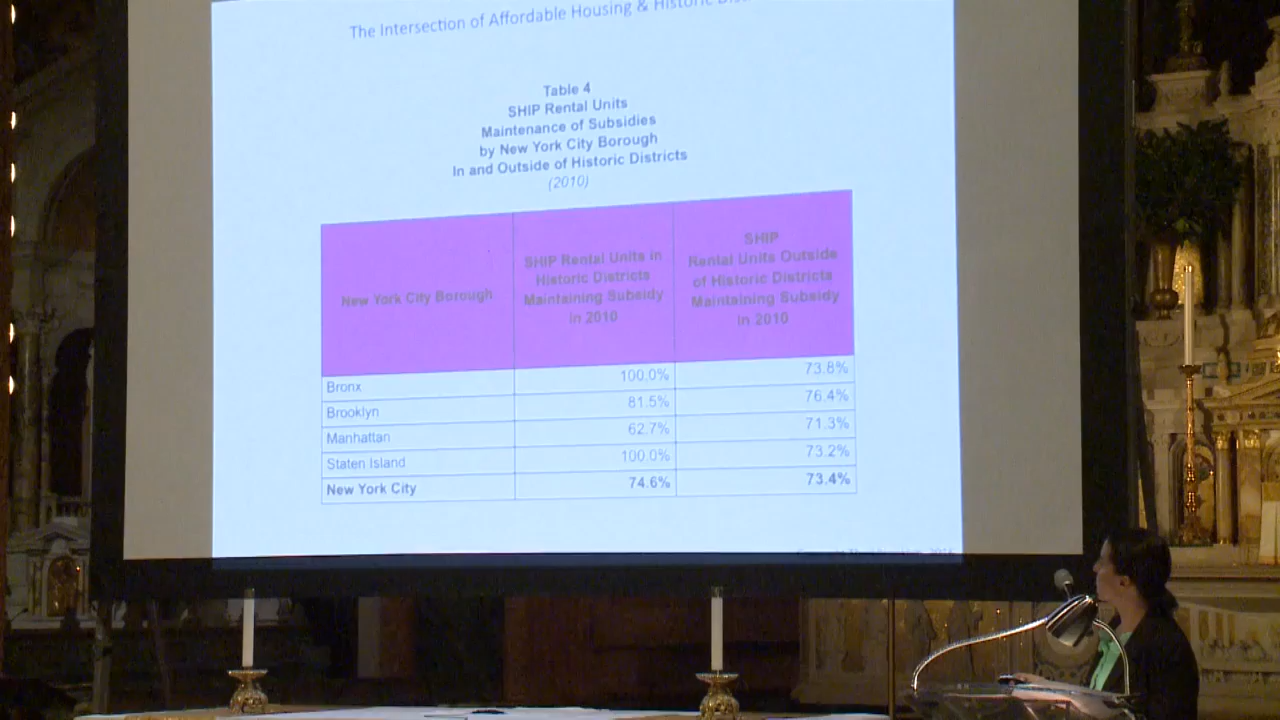 The Intersection of Affordable Housing & Historic
Table 4
SHIP Rental Units
Maintenance of Subsidies
by New York City Borough
In and Outside of Historic Districts
(2010)
New York City Borough
SHIP Rental Units in
Historic Districts
Maintaining Subsidy
in 2010
SHIP
Rental Units Outside
of Historic Districts
Maintaining Subsidy
in 2010
Bronx 100.0% 73.8%
Brooklyn 81.5% 76.4%
Manhattan 62.7% 71.3%
Staten Island 100.0% 73.2%
New York City 74.6% 73.4%